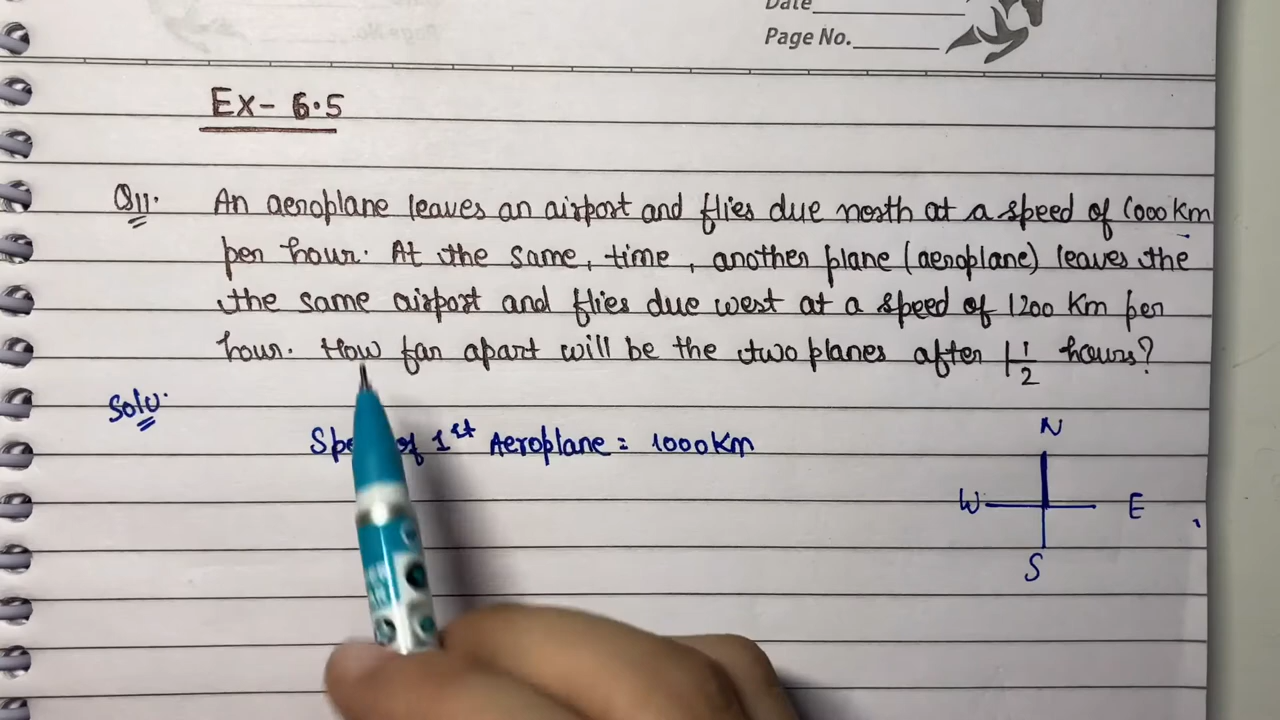 Date
Page No.
Ex- 6.5
Q11. An aeroplane leaves an airport and flies due north at a speed of 1000 Km
per hour. At the same, time, another plane (aeroplane) leaves the
the same airport and flies due west at a speed of 1200 Km per
hour. How far apart will be the two planes after 1 1/2 hours?
Solu.
of 1st Aeroplane = 1000 Km
N
W E
S